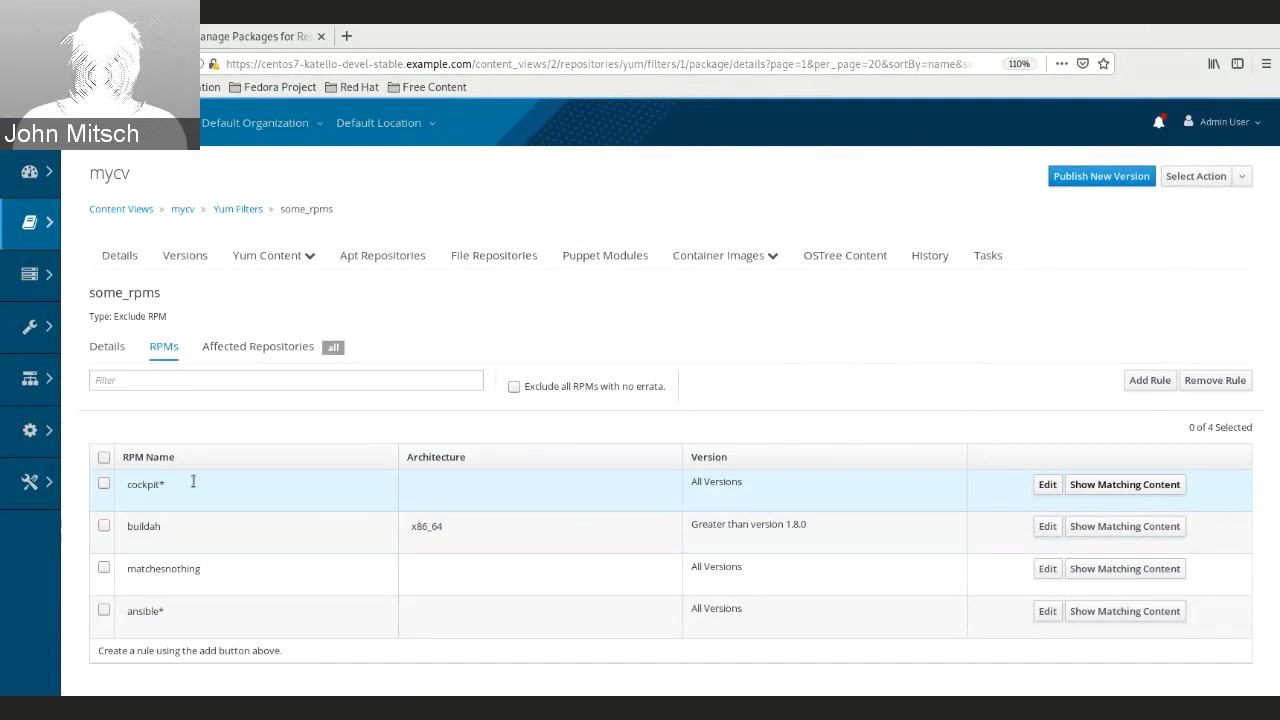 anage Packages for Re
https://centos7-katello-devel-stable.example.com/content_views/2/repositories/yum/filters/1/package/details?page=1&per_page=20&sortBy=name&s
110%
Fedora Project
Red Hat
Free Content
John Mitsch
Default Organization
Default Location
Admin User
mycv
Publish New Version
Select Action
Content Views » mycv » Yum Filters » some_rpms
Details
Versions
Yum Content
Apt Repositories
File Repositories
Puppet Modules
Container Images
OSTree Content
History
Tasks
some_rpms
Type: Exclude RPM
Details
RPMs
Affected Repositories all
Filter
Exclude all RPMs with no errata.
Add Rule
Remove Rule
0 of 4 Selected
RPM Name Architecture Version
cockpit* All Versions Edit Show Matching Content
buildah x86_64 Greater than version 1.8.0 Edit Show Matching Content
matchesnothing All Versions Edit Show Matching Content
ansible* All Versions Edit Show Matching Content
Create a rule using the add button above.